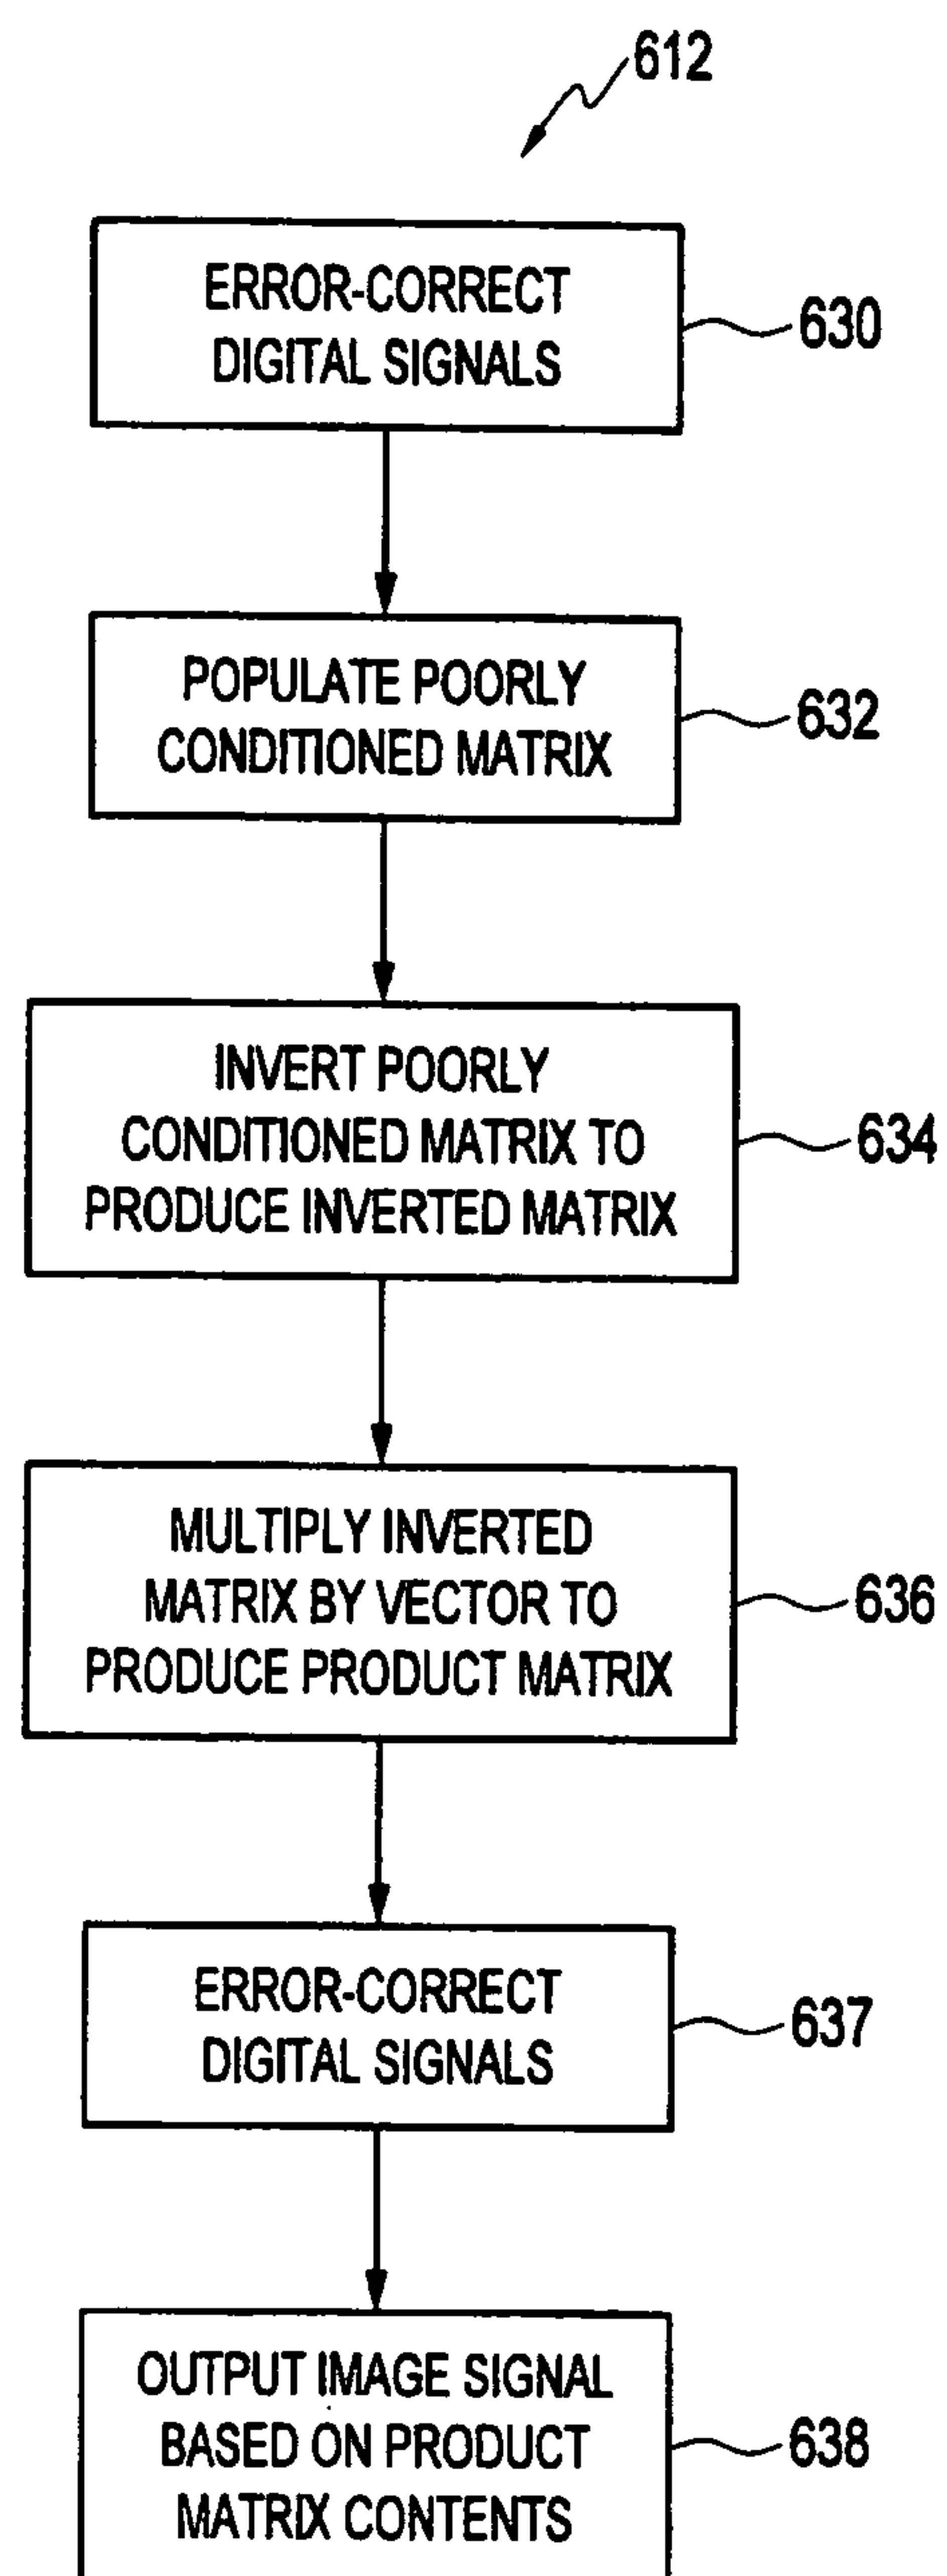 612
ERROR-CORRECT
DIGITAL SIGNALS
630
POPULATE POORLY
CONDITIONED MATRIX
632
INVERT POORLY
CONDITIONED MATRIX TO
PRODUCE INVERTED MATRIX
634
MULTIPLY INVERTED
MATRIX BY VECTOR TO
PRODUCE PRODUCT MATRIX
636
ERROR-CORRECT
DIGITAL SIGNALS
637
OUTPUT IMAGE SIGNAL
BASED ON PRODUCT
MATRIX CONTENTS
638